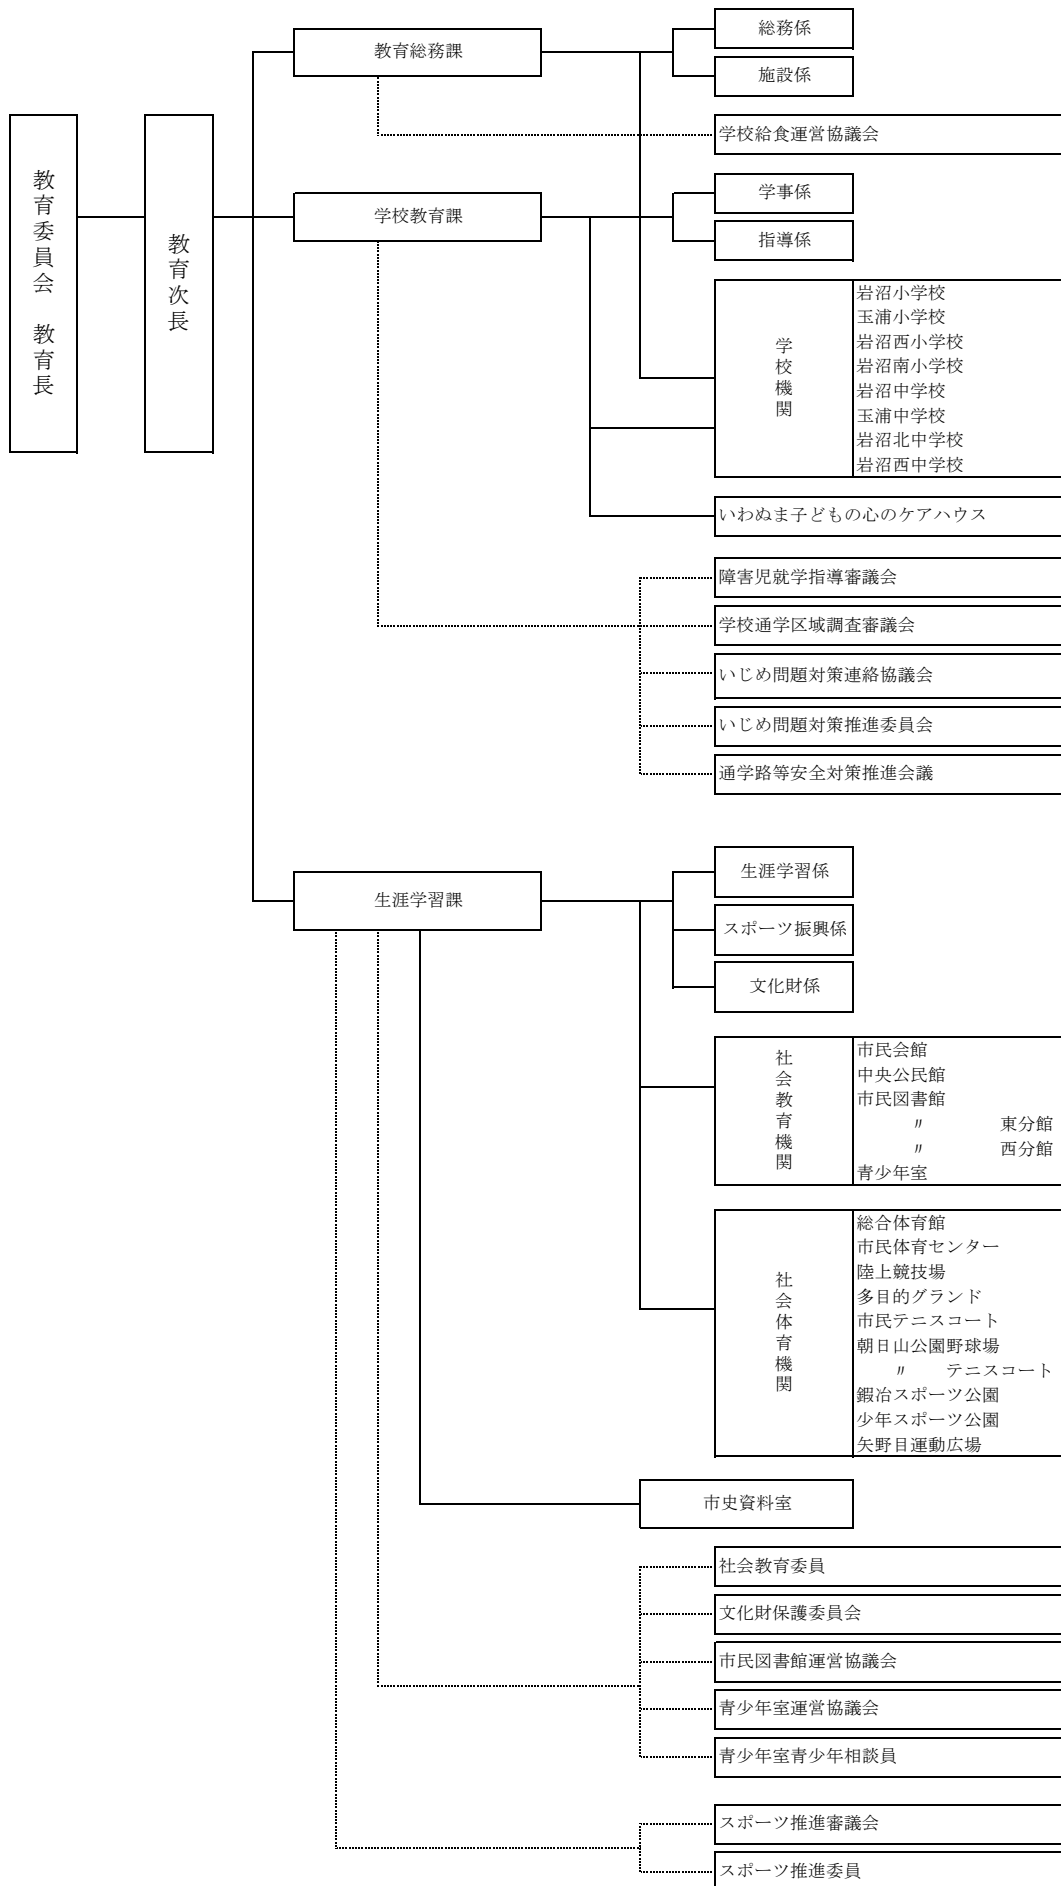 教育委員会　教育長
教育次長
教育総務課
総務係
施設係
学校給食運営協議会
学校教育課
学事係
指導係
学校機関
岩沼小学校
玉浦小学校
岩沼西小学校
岩沼南小学校
岩沼中学校
玉浦中学校
岩沼北中学校
岩沼西中学校
いわぬま子どもの心のケアハウス
障害児就学指導審議会
学校通学区域調査審議会
いじめ問題対策連絡協議会
いじめ問題対策推進委員会
通学路等安全対策推進会議
生涯学習課
生涯学習係
スポーツ振興係
文化財係
社会教育機関
市民会館
中央公民館
市民図書館
〃　東分館
〃　西分館
青少年室
社会体育機関
総合体育館
市民体育センター
陸上競技場
多目的グランド
市民テニスコート
朝日山公園野球場
〃　テニスコート
鍜冶スポーツ公園
少年スポーツ公園
矢野目運動広場
市史資料室
社会教育委員
文化財保護委員会
市民図書館運営協議会
青少年室運営協議会
青少年室青少年相談員
スポーツ推進審議会
スポーツ推進委員